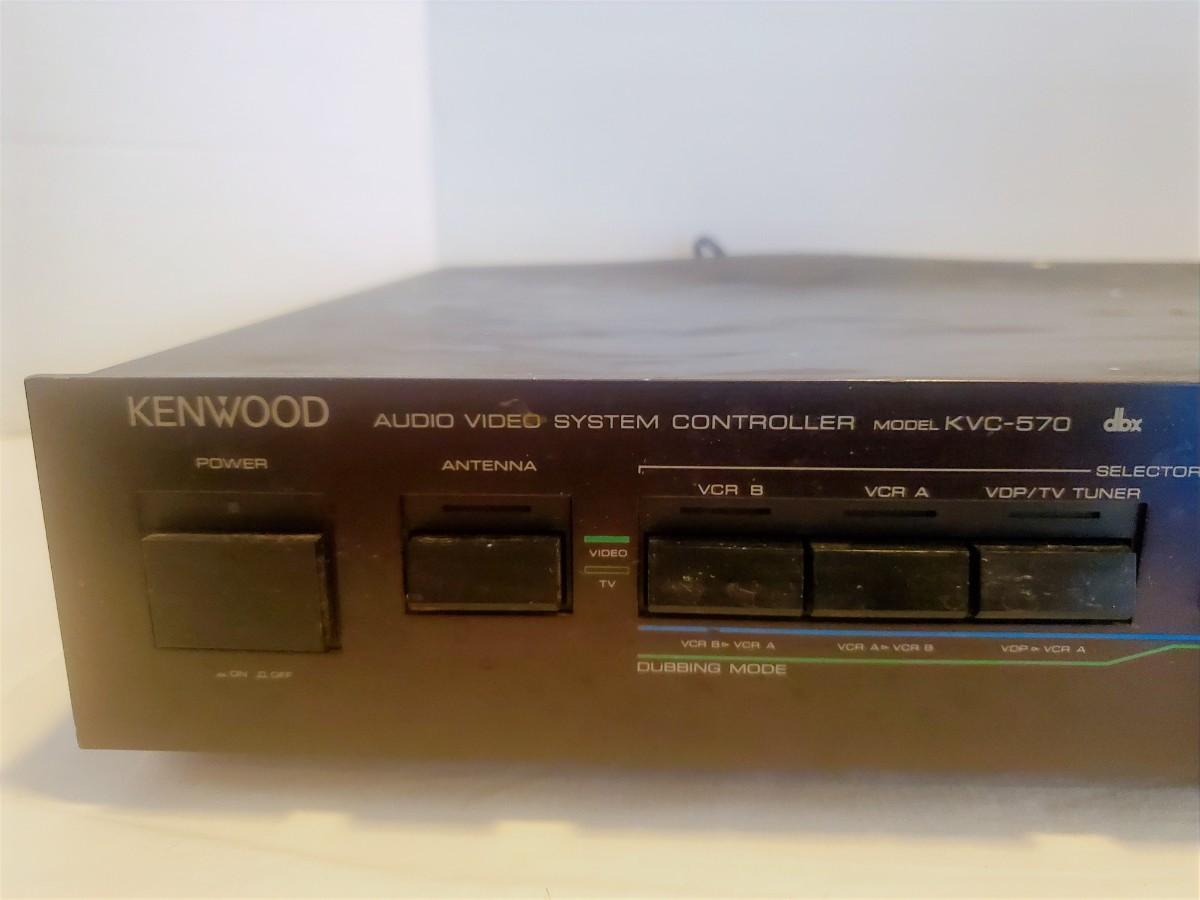 KENWOOD AUDIO VIDEO SYSTEM CONTROLLER MODEL KVC-570 dbx
POWER ANTENNA SELECTOR
VCR B VCR A VDP/TV TUNER
VIDEO
TV
VCR B▹VCR A VCR A▹VCR B VDP▹VCR A
DUBBING MODE
ON OFF